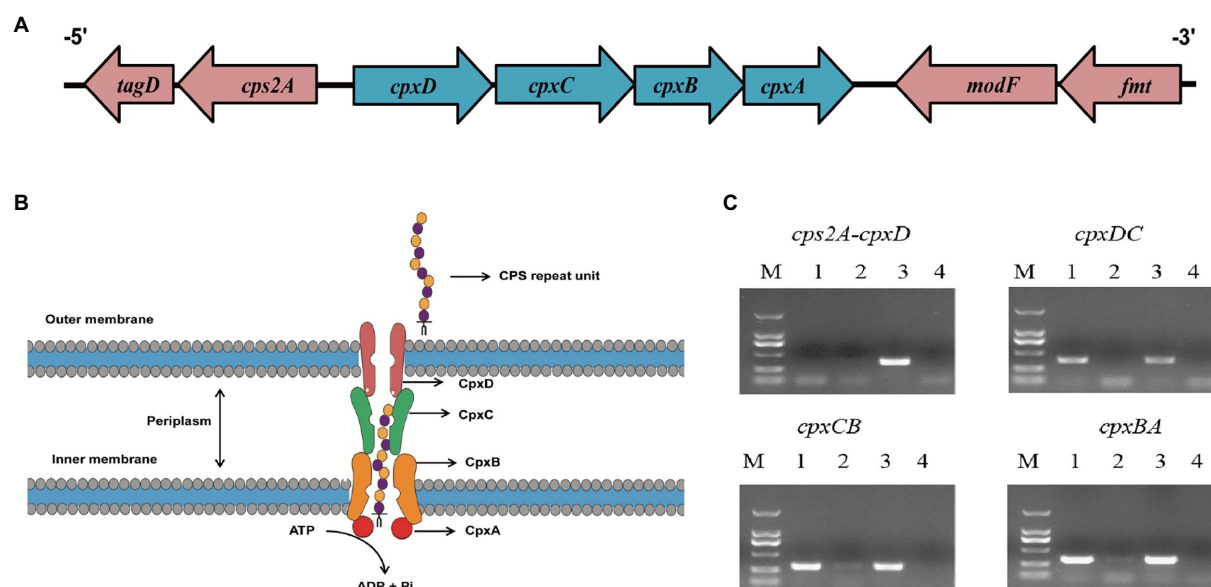 A
-5'
-3'
tagD
cps2A
cpxD
cpxC
cpxB
cpxA
modF
fmt
B
CPS repeat unit
Outer membrane
CpxD
CpxC
Periplasm
Inner membrane
CpxB
ATP
CpxA
ADP + Pi
C
cps2A-cpxD
M 1 2 3 4
cpxDC
M 1 2 3 4
cpxCB
M 1 2 3 4
cpxBA
M 1 2 3 4